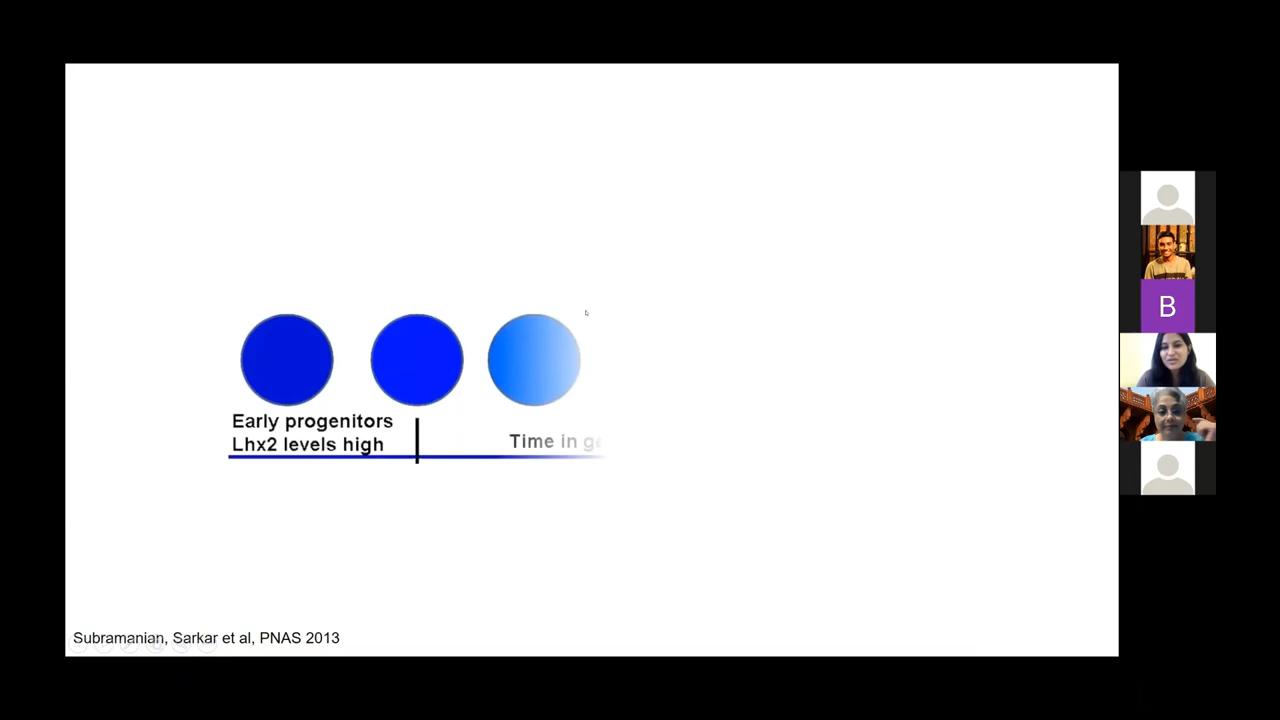 Early progenitors
Lhx2 levels high
Time in
Subramanian, Sarkar et al, PNAS 2013
B